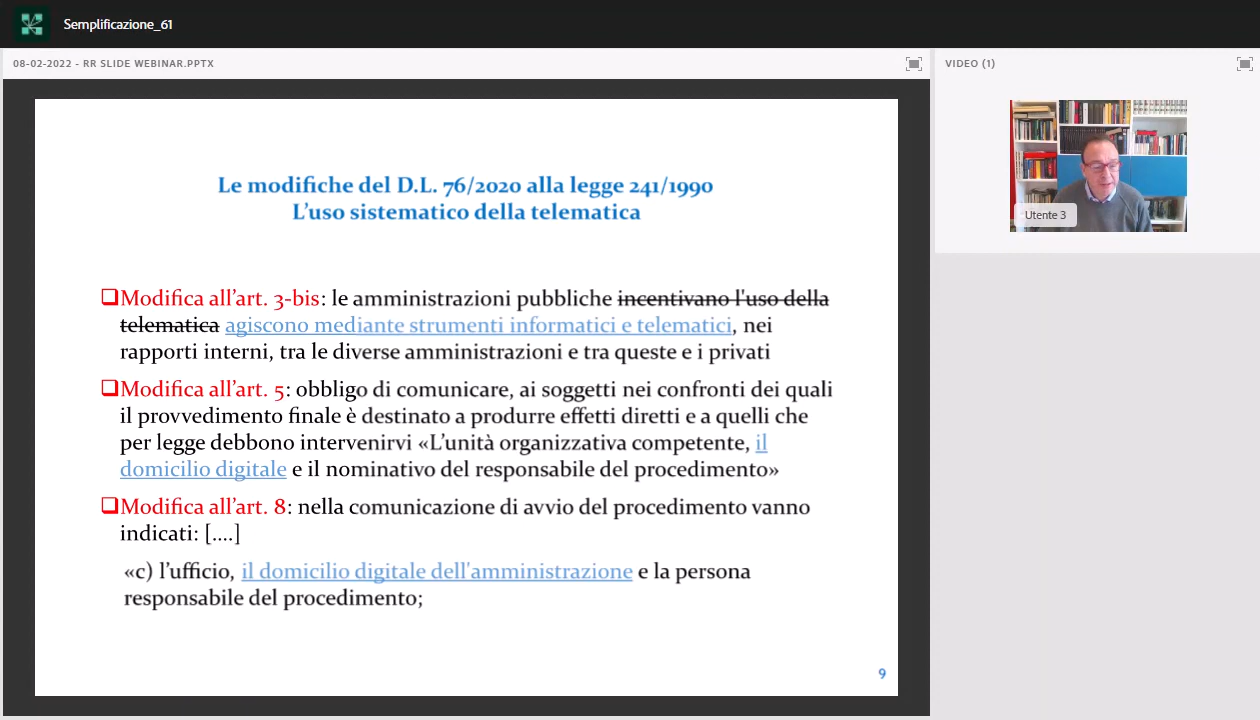 Semplificazione_61
08-02-2022 - RR SLIDE WEBINAR.PPTX
VIDEO (1)
Le modifiche del D.L. 76/2020 alla legge 241/1990
L'uso sistematico della telematica
❑Modifica all'art. 3-bis: le amministrazioni pubbliche incentivano l'uso della
telematica agiscono mediante strumenti informatici e telematici, nei
rapporti interni, tra le diverse amministrazioni e tra queste e i privati
❑Modifica all'art. 5: obbligo di comunicare, ai soggetti nei confronti dei quali
il provvedimento finale è destinato a produrre effetti diretti e a quelli che
per legge debbono intervenirvi «L'unità organizzativa competente, il
domicilio digitale e il nominativo del responsabile del procedimento»
❑Modifica all'art. 8: nella comunicazione di avvio del procedimento vanno
indicati: [....]
«c) l'ufficio, il domicilio digitale dell'amministrazione e la persona
responsabile del procedimento;
9
Utente 3